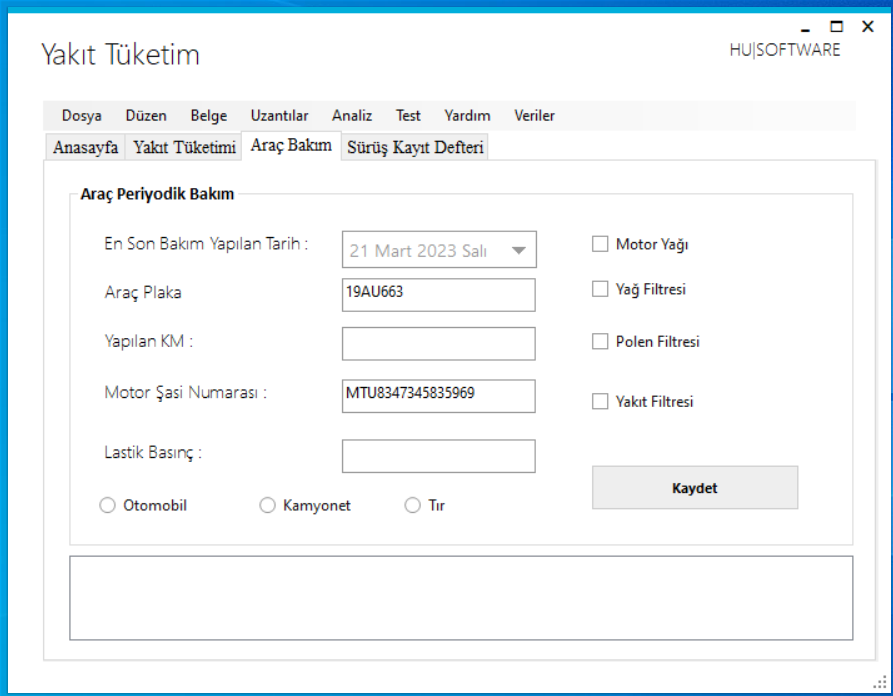 Yakıt Tüketim
HU|SOFTWARE
Dosya Düzen Belge Uzantılar Analiz Test Yardım Veriler
Anasayfa Yakıt Tüketimi Araç Bakım Sürüş Kayıt Defteri
Araç Periyodik Bakım
En Son Bakım Yapılan Tarih : 21 Mart 2023 Salı Motor Yağı
Araç Plaka 19AU663 Yağ Filtresi
Yapılan KM : Polen Filtresi
Motor Şasi Numarası : MTU8347345835969 Yakıt Filtresi
Lastik Basınç :
Kaydet
Otomobil Kamyonet Tır